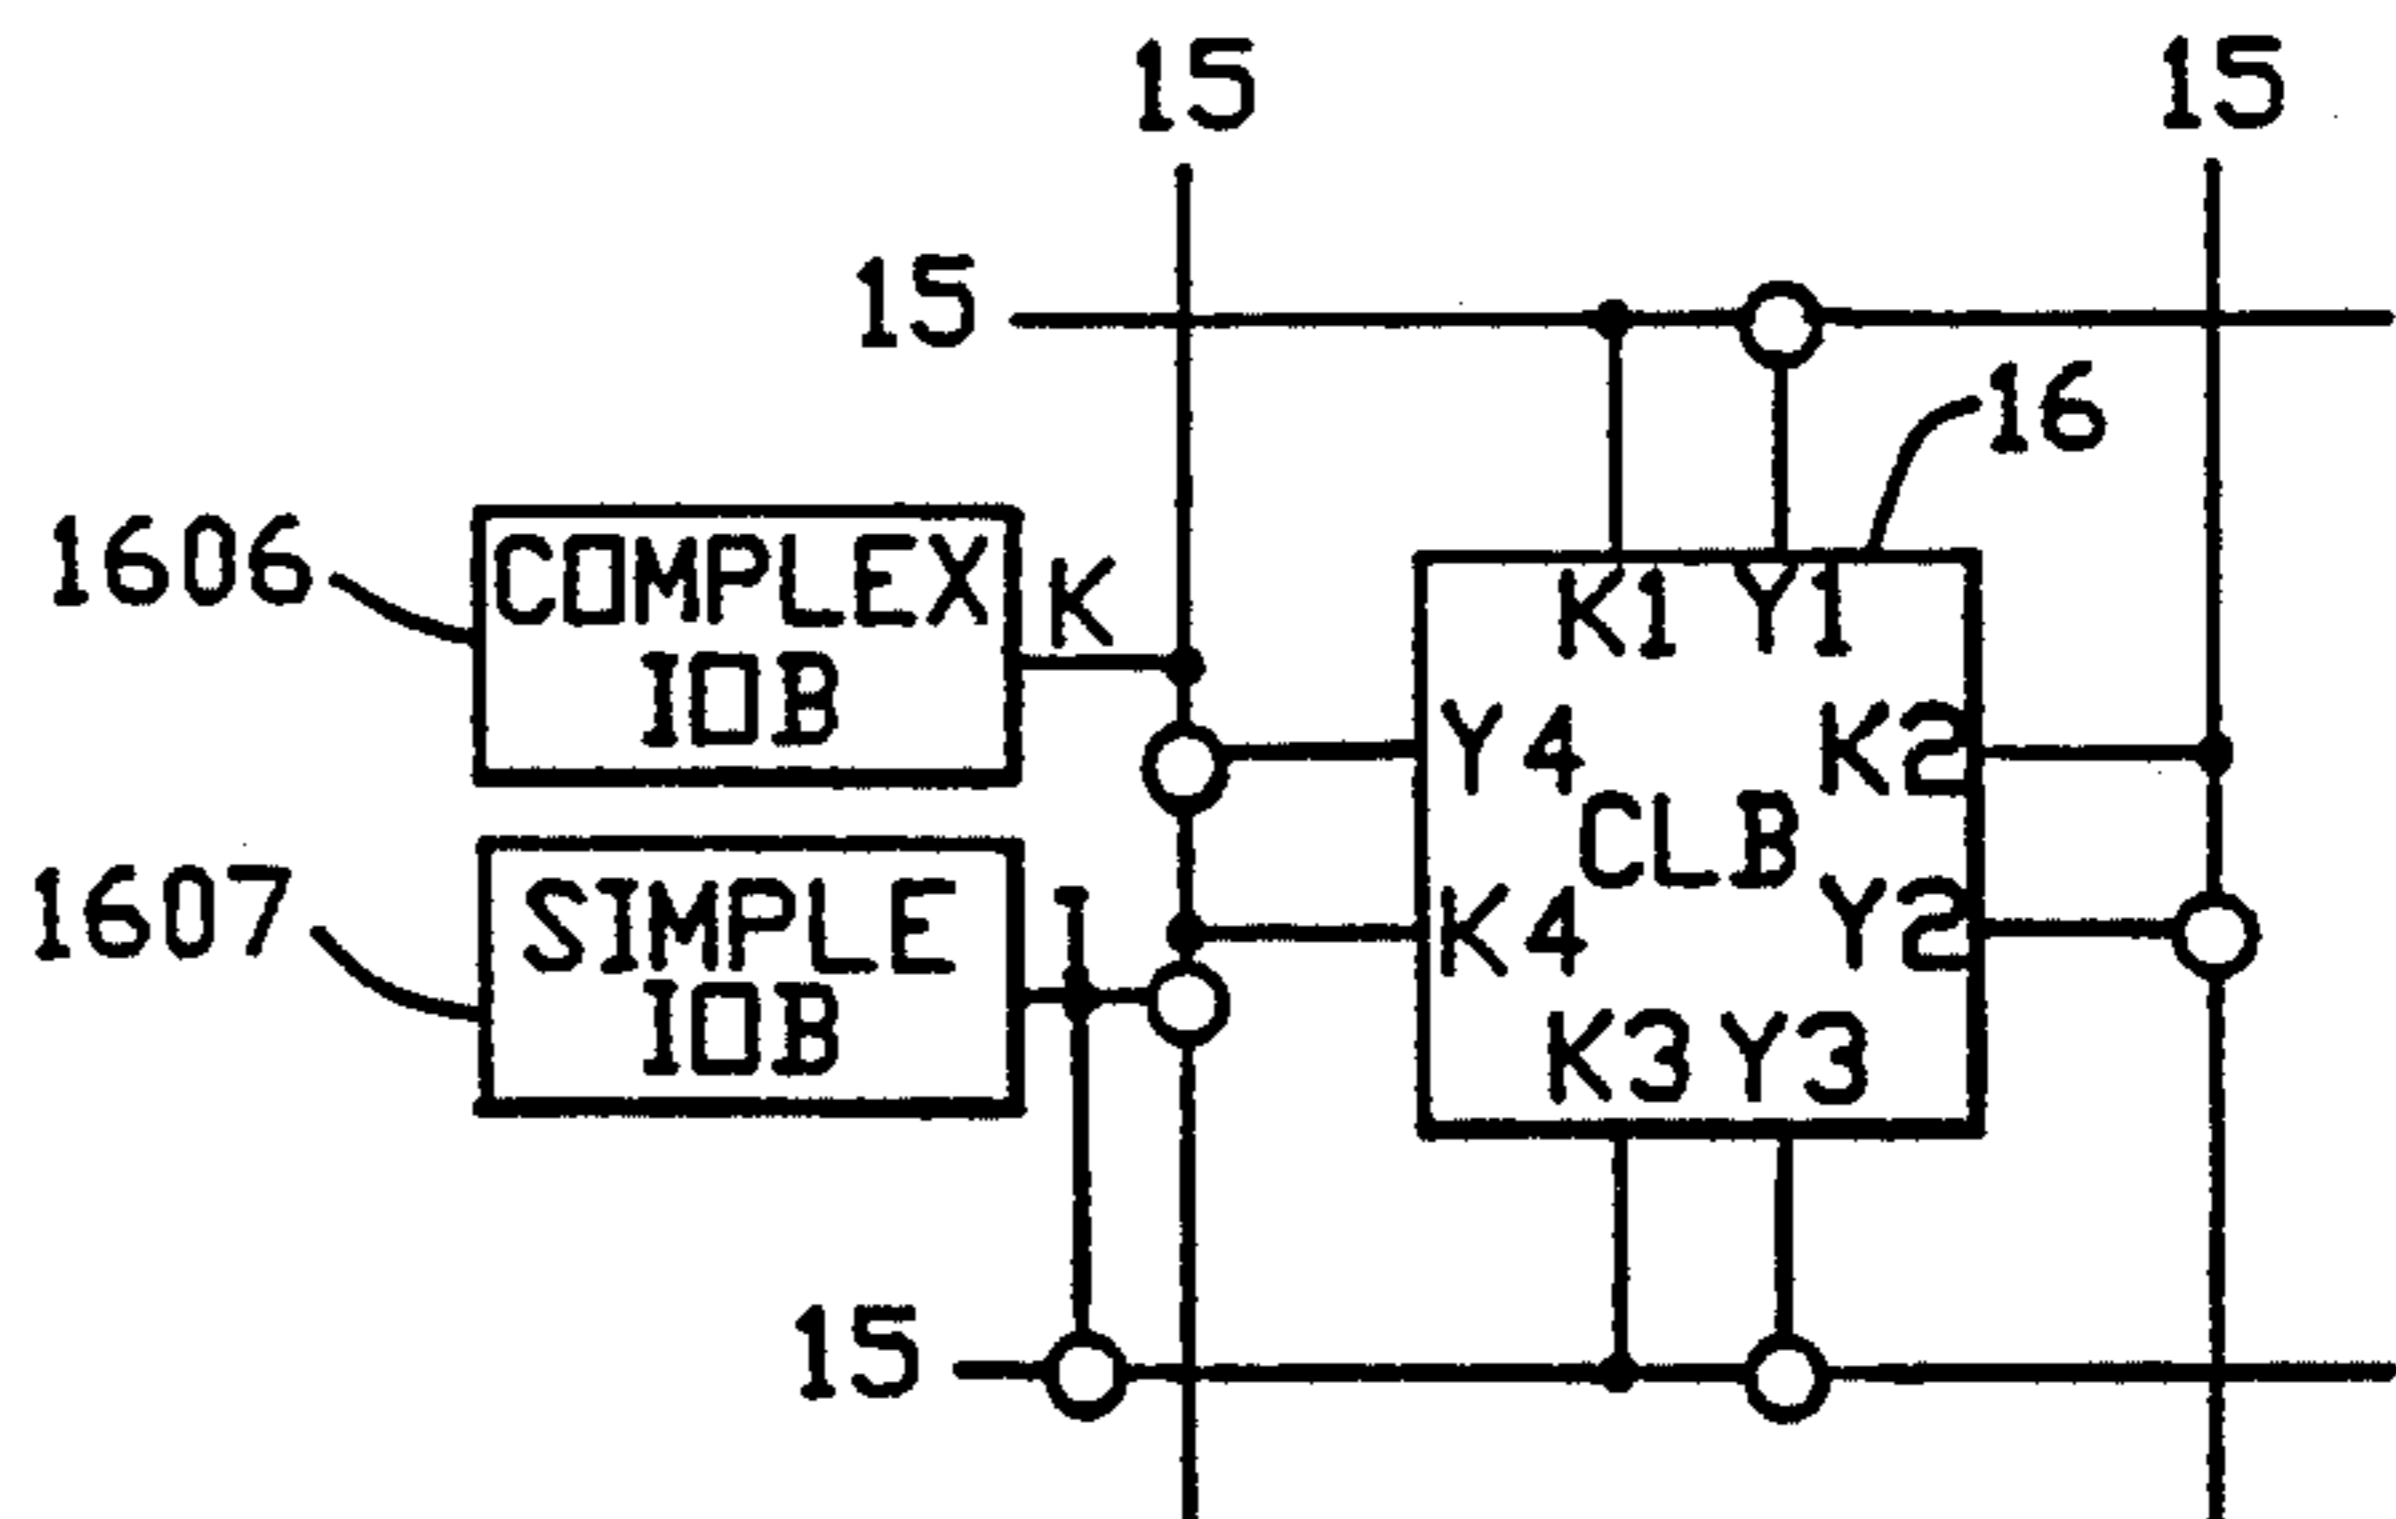 15
15
15
16
1606
COMPLEX
IOB
K
K1 Y1
Y4
K2
CLB
1607
SIMPLE
IOB
I
K4
Y2
K3 Y3
15